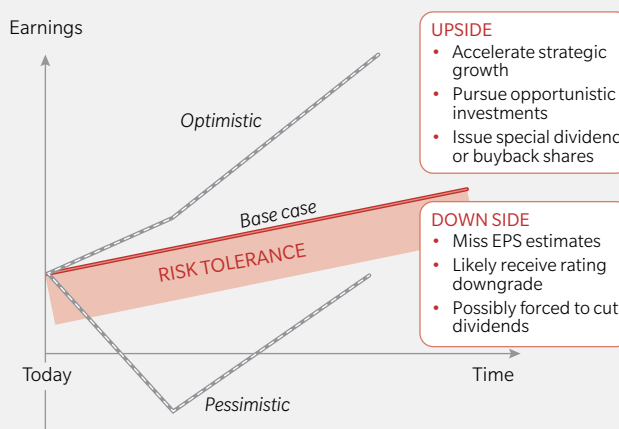 Earnings
UPSIDE
• Accelerate strategic
growth
• Pursue opportunistic
investments
• Issue special dividend
or buyback shares
Optimistic
Base case
RISK TOLERANCE
DOWN SIDE
• Miss EPS estimates
• Likely receive rating
downgrade
• Possibly forced to cut
dividends
Today
Time
Pessimistic